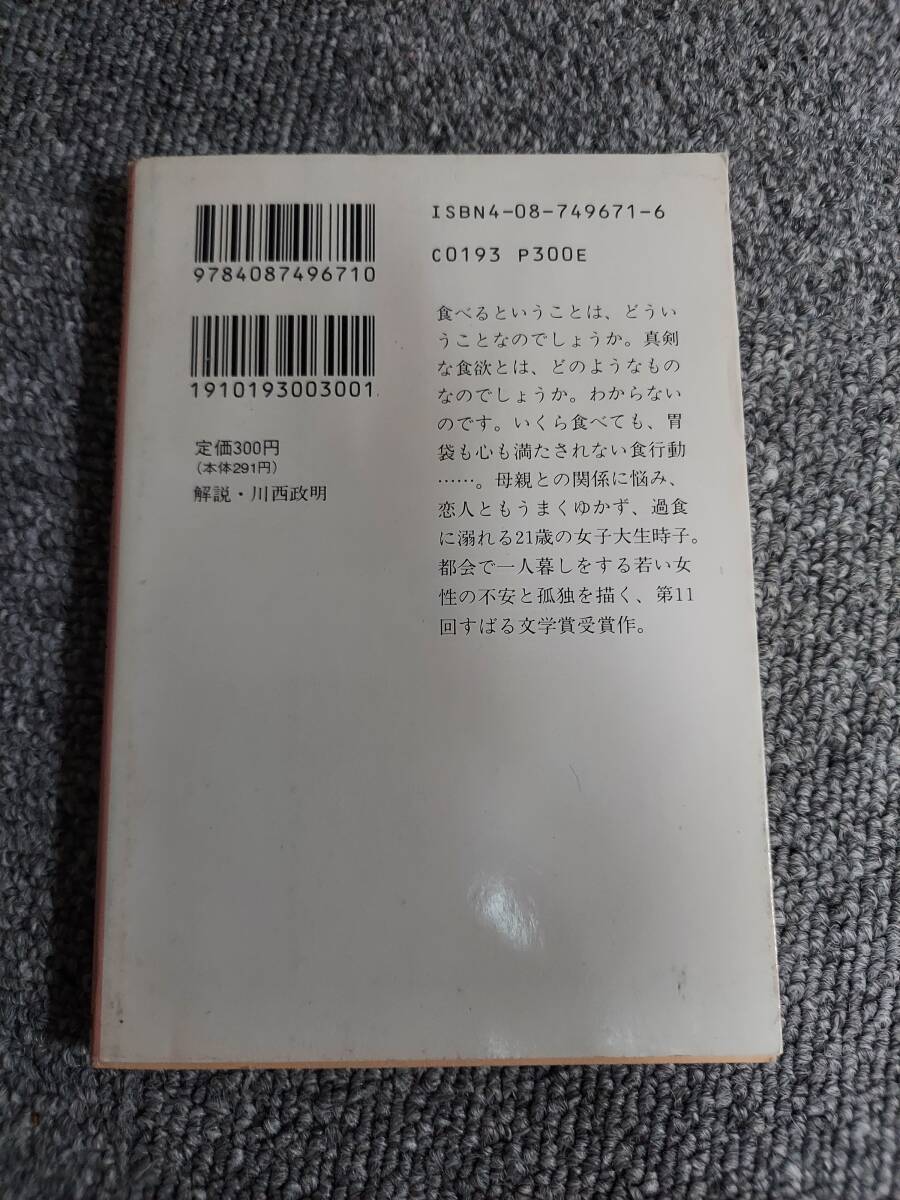 9784087496710
1910193003001
定価300円
(本体291円)
解説・川西政明
ISBN4-08-749671-6
C0193 P300E
食べるということは、どうい
うことなのでしょうか。真剣
な食欲とは、どのようなもの
なのでしょうか。わからない
のです。いくら食べても、胃
袋も心も満たされない食行動
……。母親との関係に悩み、
恋人ともうまくゆかず、過食
に溺れる21歳の女子大生時子。
都会で一人暮しをする若い女
性の不安と孤独を描く、第11
回すばる文学賞受賞作。